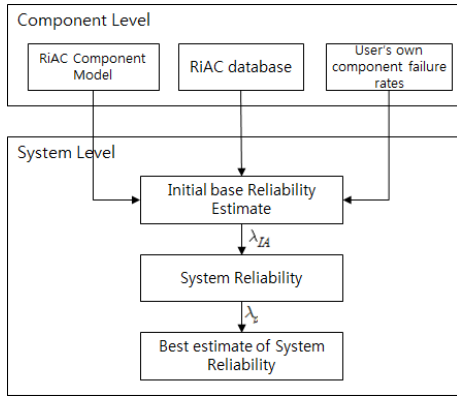 Component Level
RiAC Component
Model
RiAC database
User's own
component failure
rates
System Level
Initial base Reliability
Estimate
λIA
System Reliability
λs
Best estimate of System
Reliability